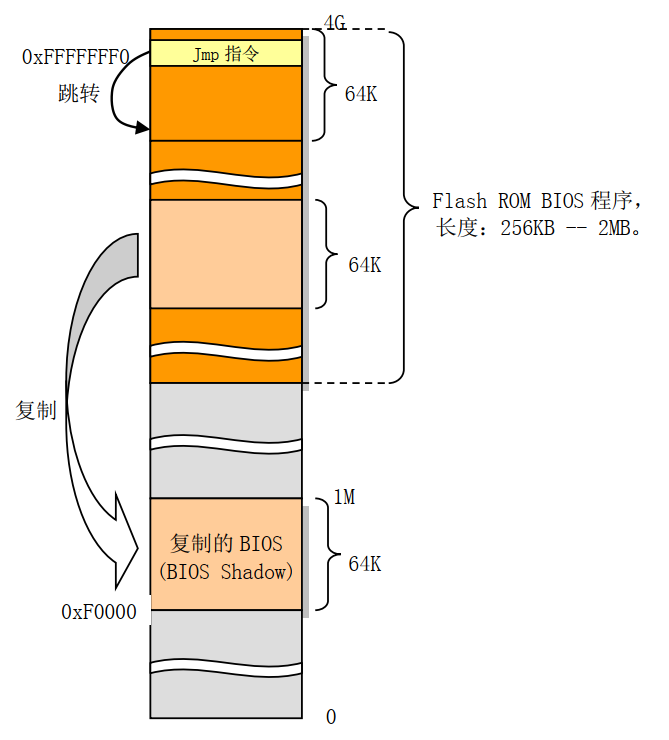 4G
0xFFFFFFF0
Jmp 指令
跳转
64K
Flash ROM BIOS 程序，
长度：256KB -- 2MB。
64K
复制
1M
复制的 BIOS
(BIOS Shadow)
64K
0xF0000
0